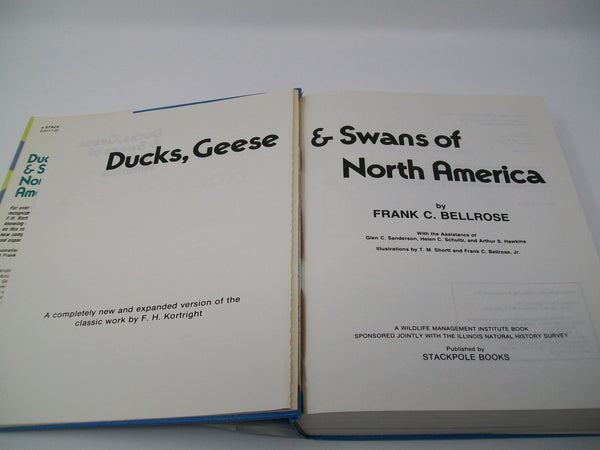 Ducks, Geese & Swans of
North America
by
FRANK C. BELLROSE
With the Assistance of
Glen C. Sanderson, Helen C. Schultz, and Arthur S. Hawkins
Illustrations by T. M. Shortt and Frank C. Bellrose, Jr.
A completely new and expanded version of the
classic work by F. H. Kortright
A WILDLIFE MANAGEMENT INSTITUTE BOOK
SPONSORED JOINTLY WITH THE ILLINOIS NATURAL HISTORY SURVEY
Published by
STACKPOLE BOOKS